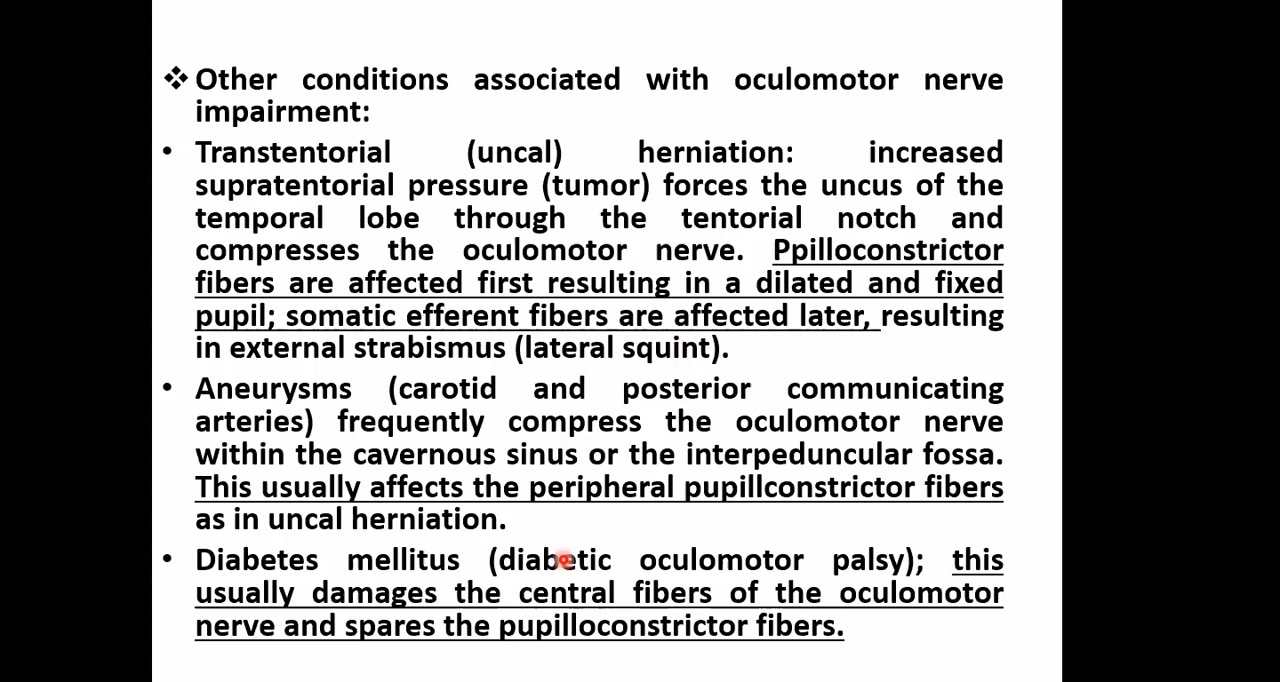 ❖ Other conditions associated with oculomotor nerve
impairment:
• Transtentorial (uncal) herniation: increased
supratentorial pressure (tumor) forces the uncus of the
temporal lobe through the tentorial notch and
compresses the oculomotor nerve. Ppilloconstrictor
fibers are affected first resulting in a dilated and fixed
pupil; somatic efferent fibers are affected later, resulting
in external strabismus (lateral squint).
• Aneurysms (carotid and posterior communicating
arteries) frequently compress the oculomotor nerve
within the cavernous sinus or the interpeduncular fossa.
This usually affects the peripheral pupillconstrictor fibers
as in uncal herniation.
• Diabetes mellitus (diabetic oculomotor palsy); this
usually damages the central fibers of the oculomotor
nerve and spares the pupilloconstrictor fibers.